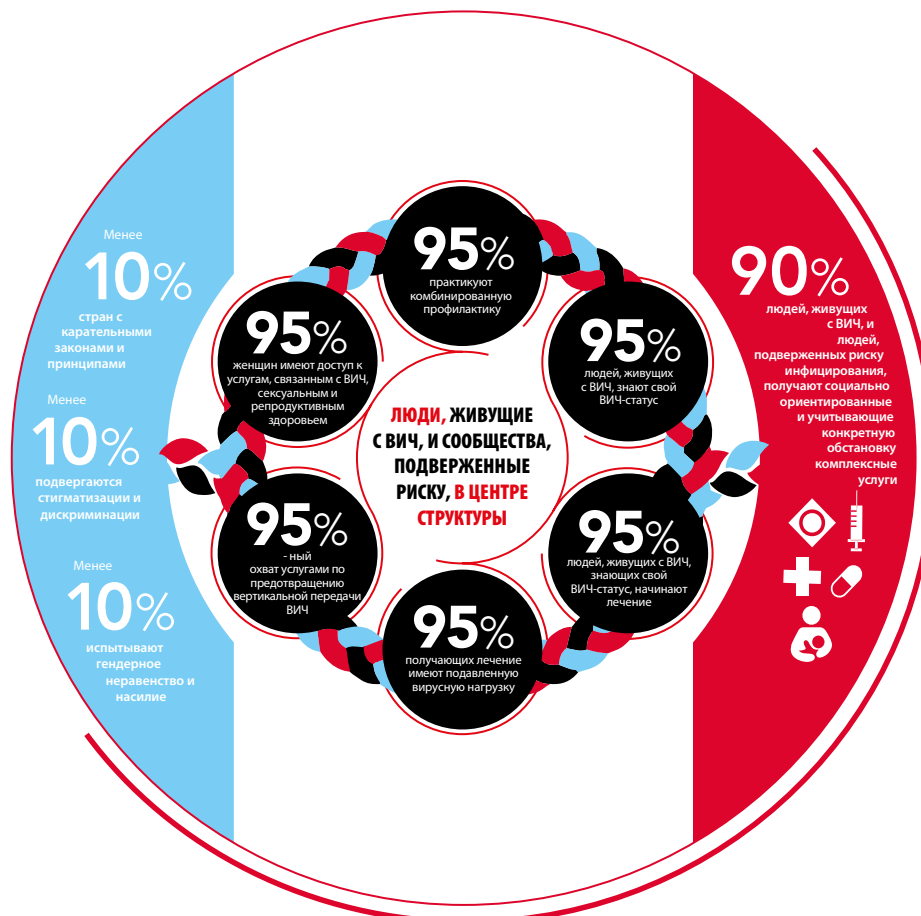 Менее
10%
стран с
карательными
законами и
принципами
Менее
10%
подвергаются
стигматизации и
дискриминации
Менее
10%
испытывают
гендерное
неравенство и
насилие
95%
практикуют
комбинированную
профилактику
95%
женщин имеют доступ к
услугам, связанным с ВИЧ,
сексуальным и
репродуктивным
здоровьем
95%
людей, живущих
с ВИЧ, знают свой
ВИЧ-статус
ЛЮДИ, ЖИВУЩИЕ
С ВИЧ, И СООБЩЕСТВА,
ПОДВЕРЖЕННЫЕ
РИСКУ, В ЦЕНТРЕ
СТРУКТУРЫ
95%
- ный
охват услугами по
предотвращению
вертикальной передачи
ВИЧ
95%
людей, живущих с ВИЧ,
знающих свой
ВИЧ-статус, начинают
лечение
95%
получающих лечение
имеют подавленную
вирусную нагрузку
90%
людей, живущих
с ВИЧ, и
людей,
подверженных риску
инфицирования,
получают социально
ориентированные
и учитывающие
конкретную
обстановку
комплексные
услуги